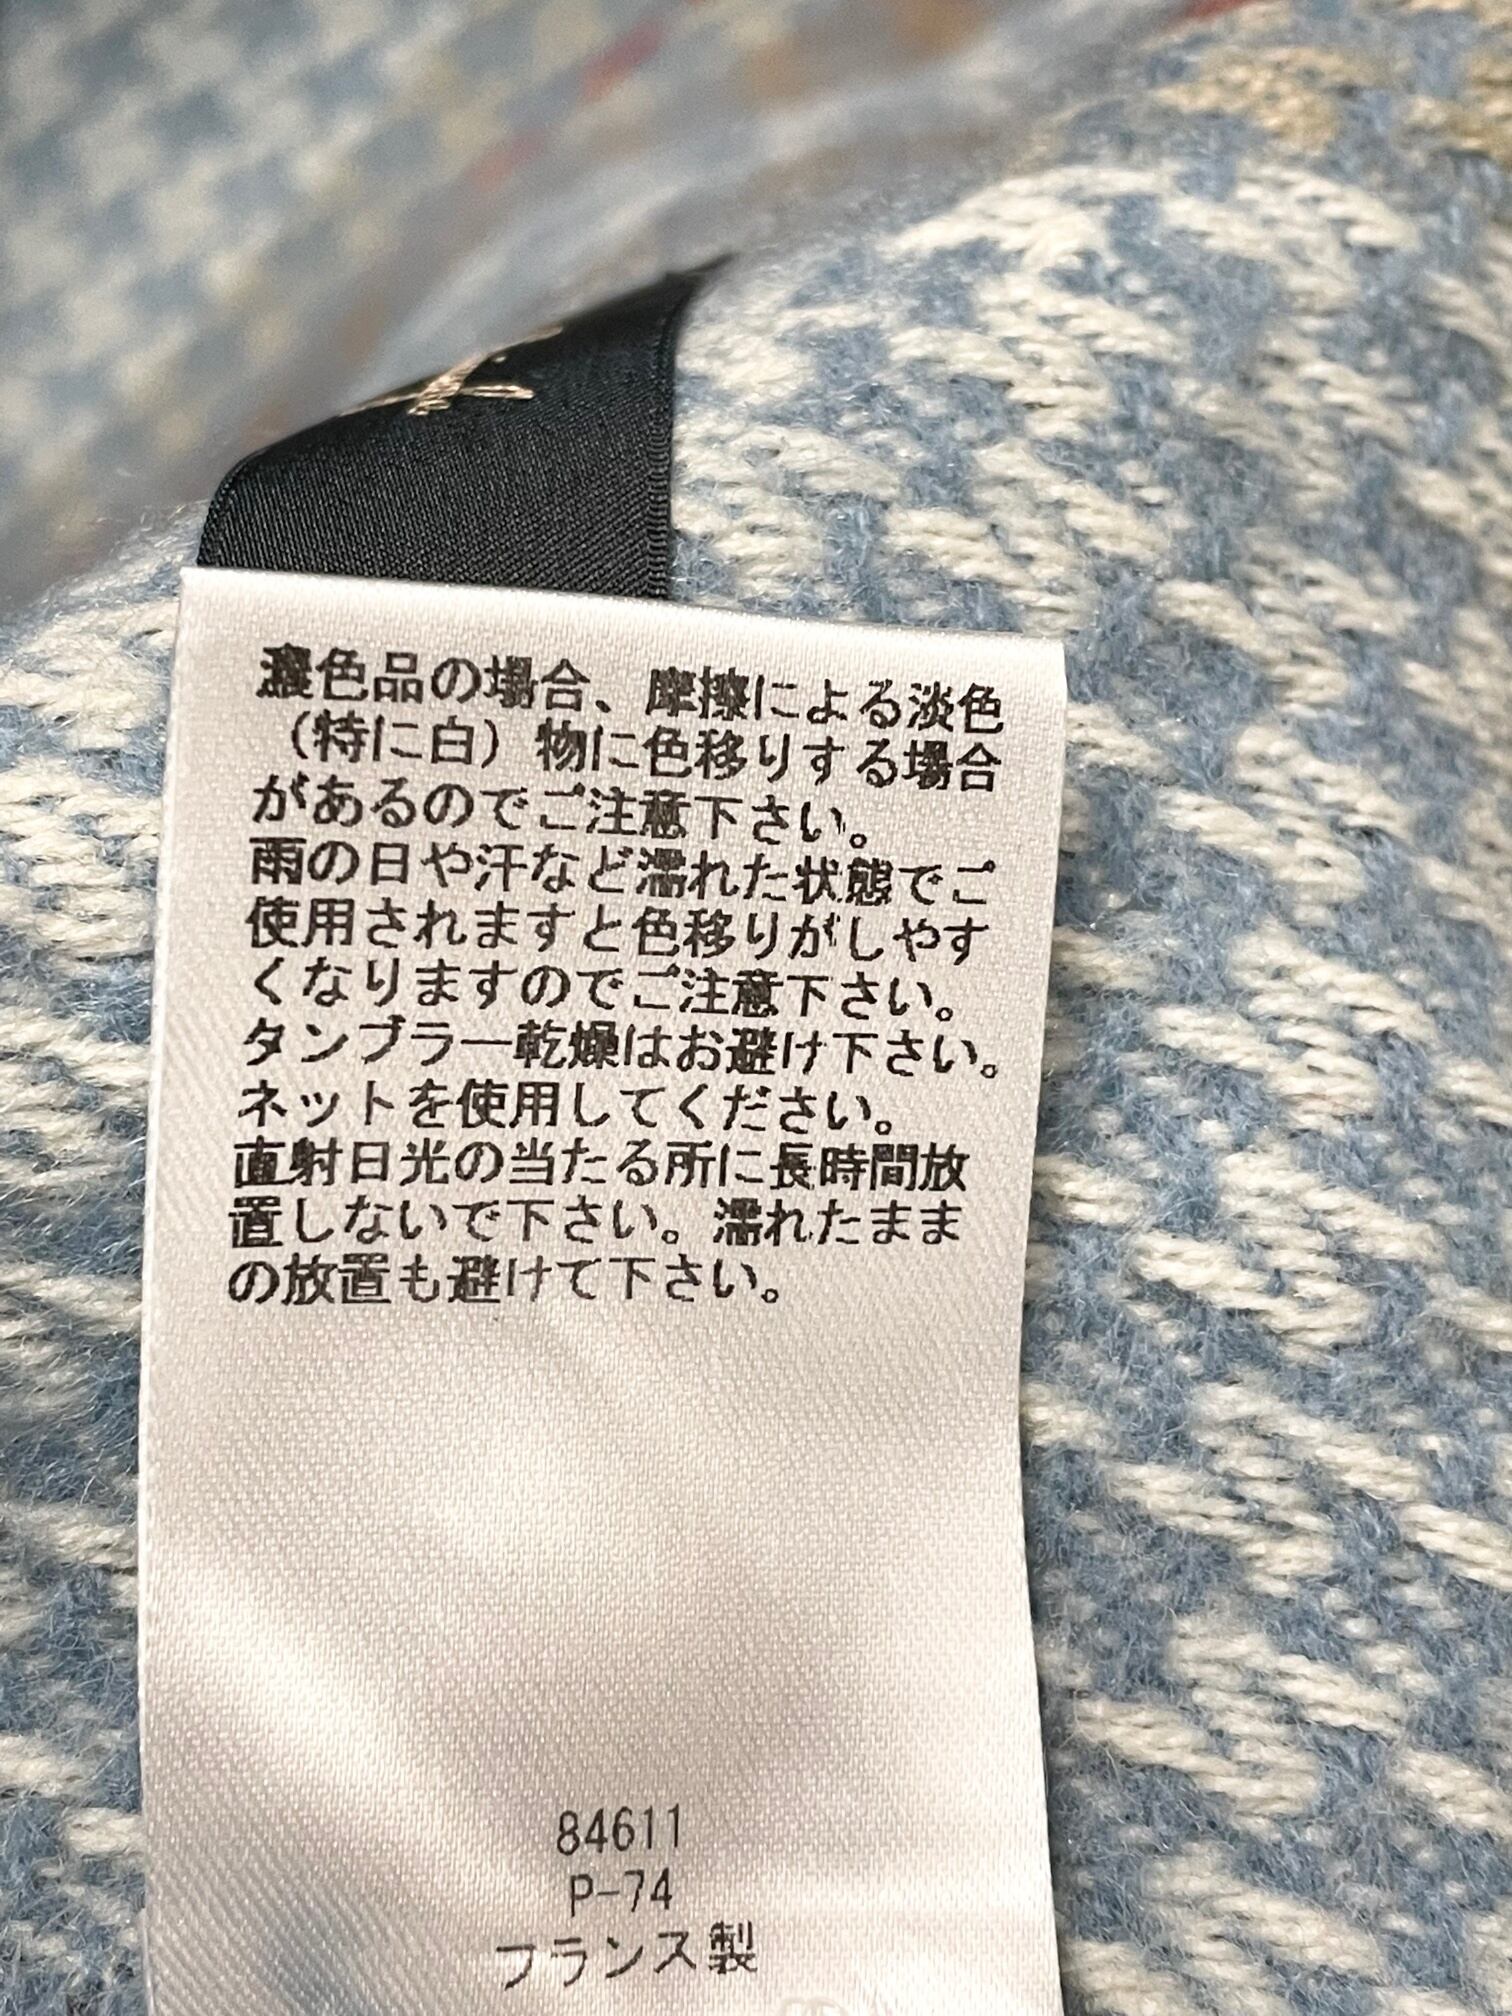 濃色品の場合、摩擦による淡色
（特に白）物に色移りする場合
があるのでご注意下さい。
雨の日や汗など濡れた状態でご
使用されますと色移りがしやす
くなりますのでご注意下さい。
タンブラー乾燥はお避け下さい。
ネットを使用してください。
直射日光の当たる所に長時間放
置しないで下さい。濡れたまま
の放置も避けて下さい。
84611
P-74
フランス製